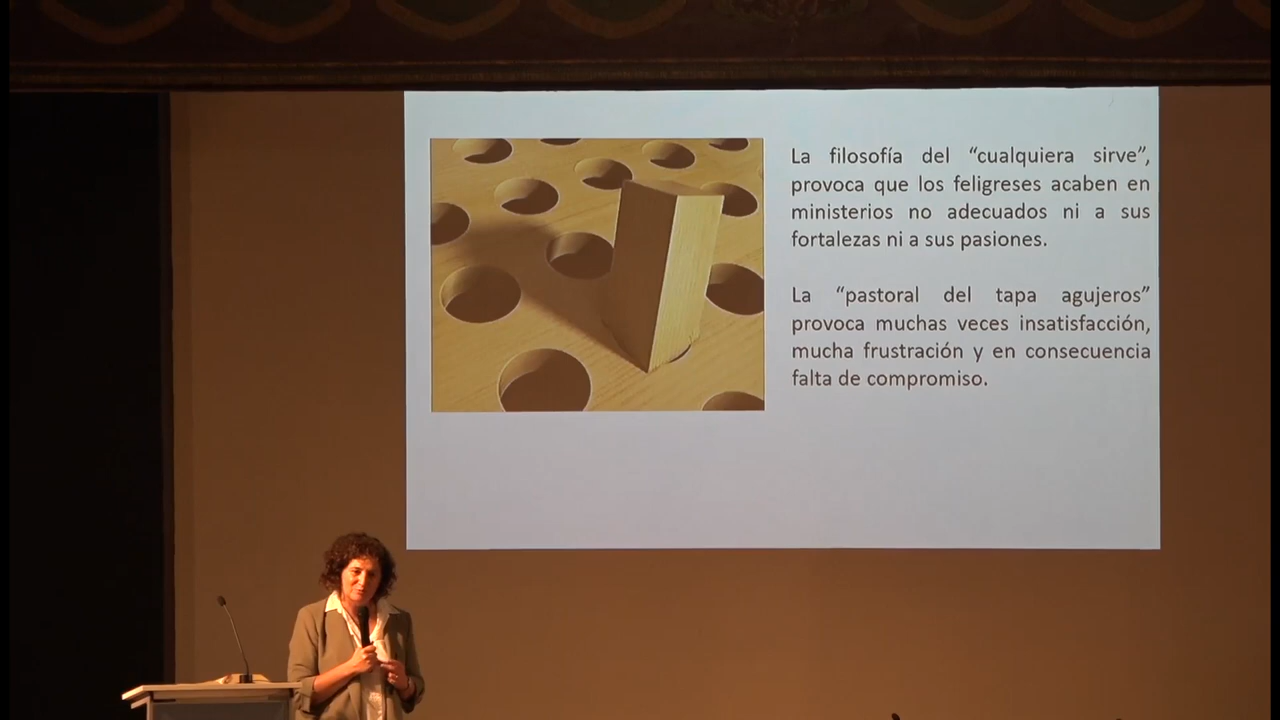 La filosofía del “cualquiera sirve”,
provoca que los feligreses acaben en
ministerios no adecuados ni a sus
fortalezas ni a sus pasiones.
La “pastoral del tapa agujeros”
provoca muchas veces insatisfacción,
mucha frustración y en consecuencia
falta de compromiso.